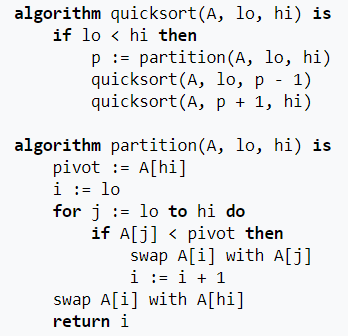 algorithm quicksort(A, lo, hi) is
    if lo < hi then
        p := partition(A, lo, hi)
        quicksort(A, lo, p - 1)
        quicksort(A, p + 1, hi)

algorithm partition(A, lo, hi) is
    pivot := A[hi]
    i := lo
    for j := lo to hi do
        if A[j] < pivot then
            swap A[i] with A[j]
            i := i + 1
    swap A[i] with A[hi]
    return i